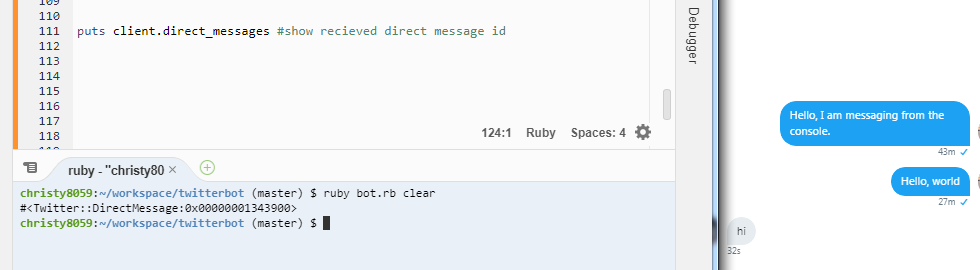 109
110
111 puts client.direct_messages #show recieved direct message id
112
113
114
115
116
117
118
124:1 Ruby Spaces: 4
Debugger
ruby - "christy80 ×
christy8059:~/workspace/twitterbot (master) $ ruby bot.rb clear
#<Twitter::DirectMessage:0x00000001343900>
christy8059:~/workspace/twitterbot (master) $
Hello, I am messaging from the
console.
43m ✓
Hello, world
27m ✓
hi
32s